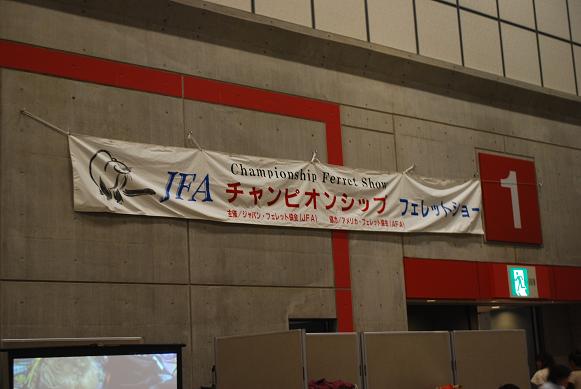 Championship Ferret Show
JFA チャンピオンシップ フェレットショー
主催/ジャパン・フェレット協会(JFA) 協力/アメリカ・フェレット協会(AFA)
1